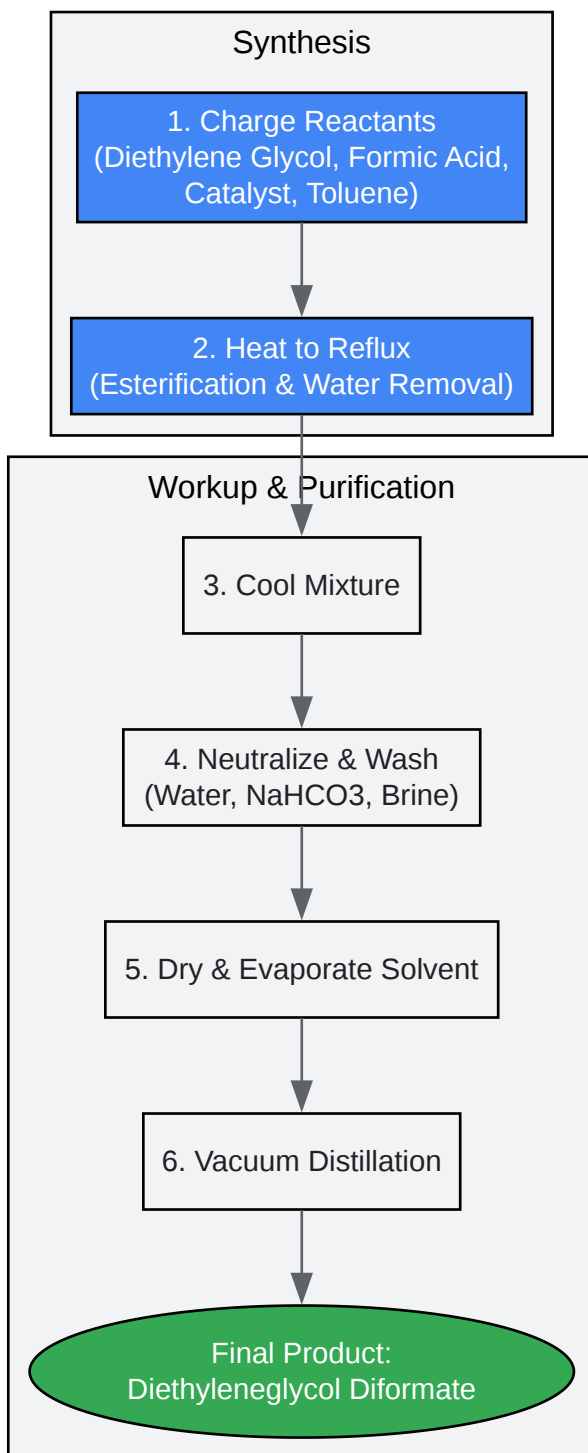 Synthesis
1. Charge Reactants
(Diethylene Glycol, Formic Acid,
Catalyst, Toluene)
2. Heat to Reflux
(Esterification & Water Removal)
Workup & Purification
3. Cool Mixture
4. Neutralize & Wash
(Water, NaHCO3, Brine)
5. Dry & Evaporate Solvent
6. Vacuum Distillation
Final Product:
Diethyleneglycol Diformate